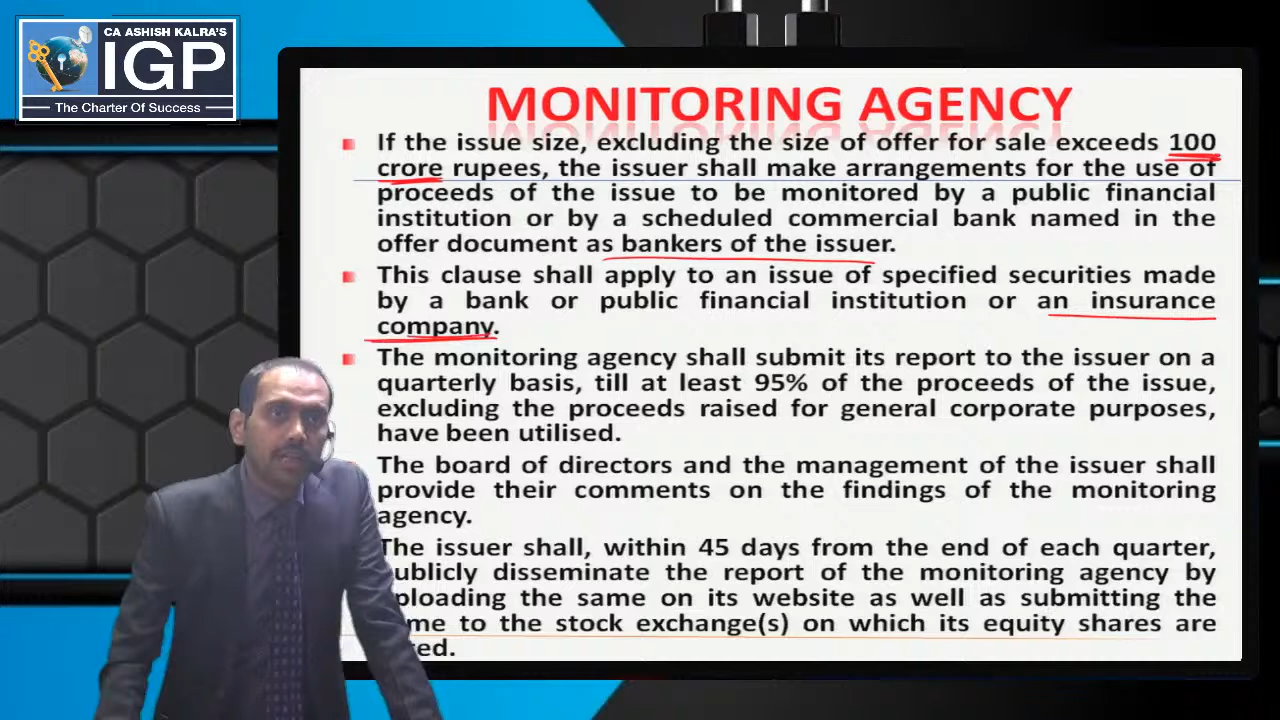 CA ASHISH KALRA'S
IGP
The Charter Of Success
MONITORING AGENCY
If the issue size, excluding the size of offer for sale exceeds 100
crore rupees, the issuer shall make arrangements for the use of
proceeds of the issue to be monitored by a public financial
institution or by a scheduled commercial bank named in the
offer document as bankers of the issuer.
This clause shall apply to an issue of specified securities made
by a bank or public financial institution or an insurance
company.
The monitoring agency shall submit its report to the issuer on a
quarterly basis, till at least 95% of the proceeds of the issue,
excluding the proceeds raised for general corporate purposes,
have been utilised.
The board of directors and the management of the issuer shall
provide their comments on the findings of the monitoring
agency.
The issuer shall, within 45 days from the end of each quarter,
disseminate the report of the monitoring agency by
the same on its website as well as submitting the
to the stock exchange(s) on which its equity shares are